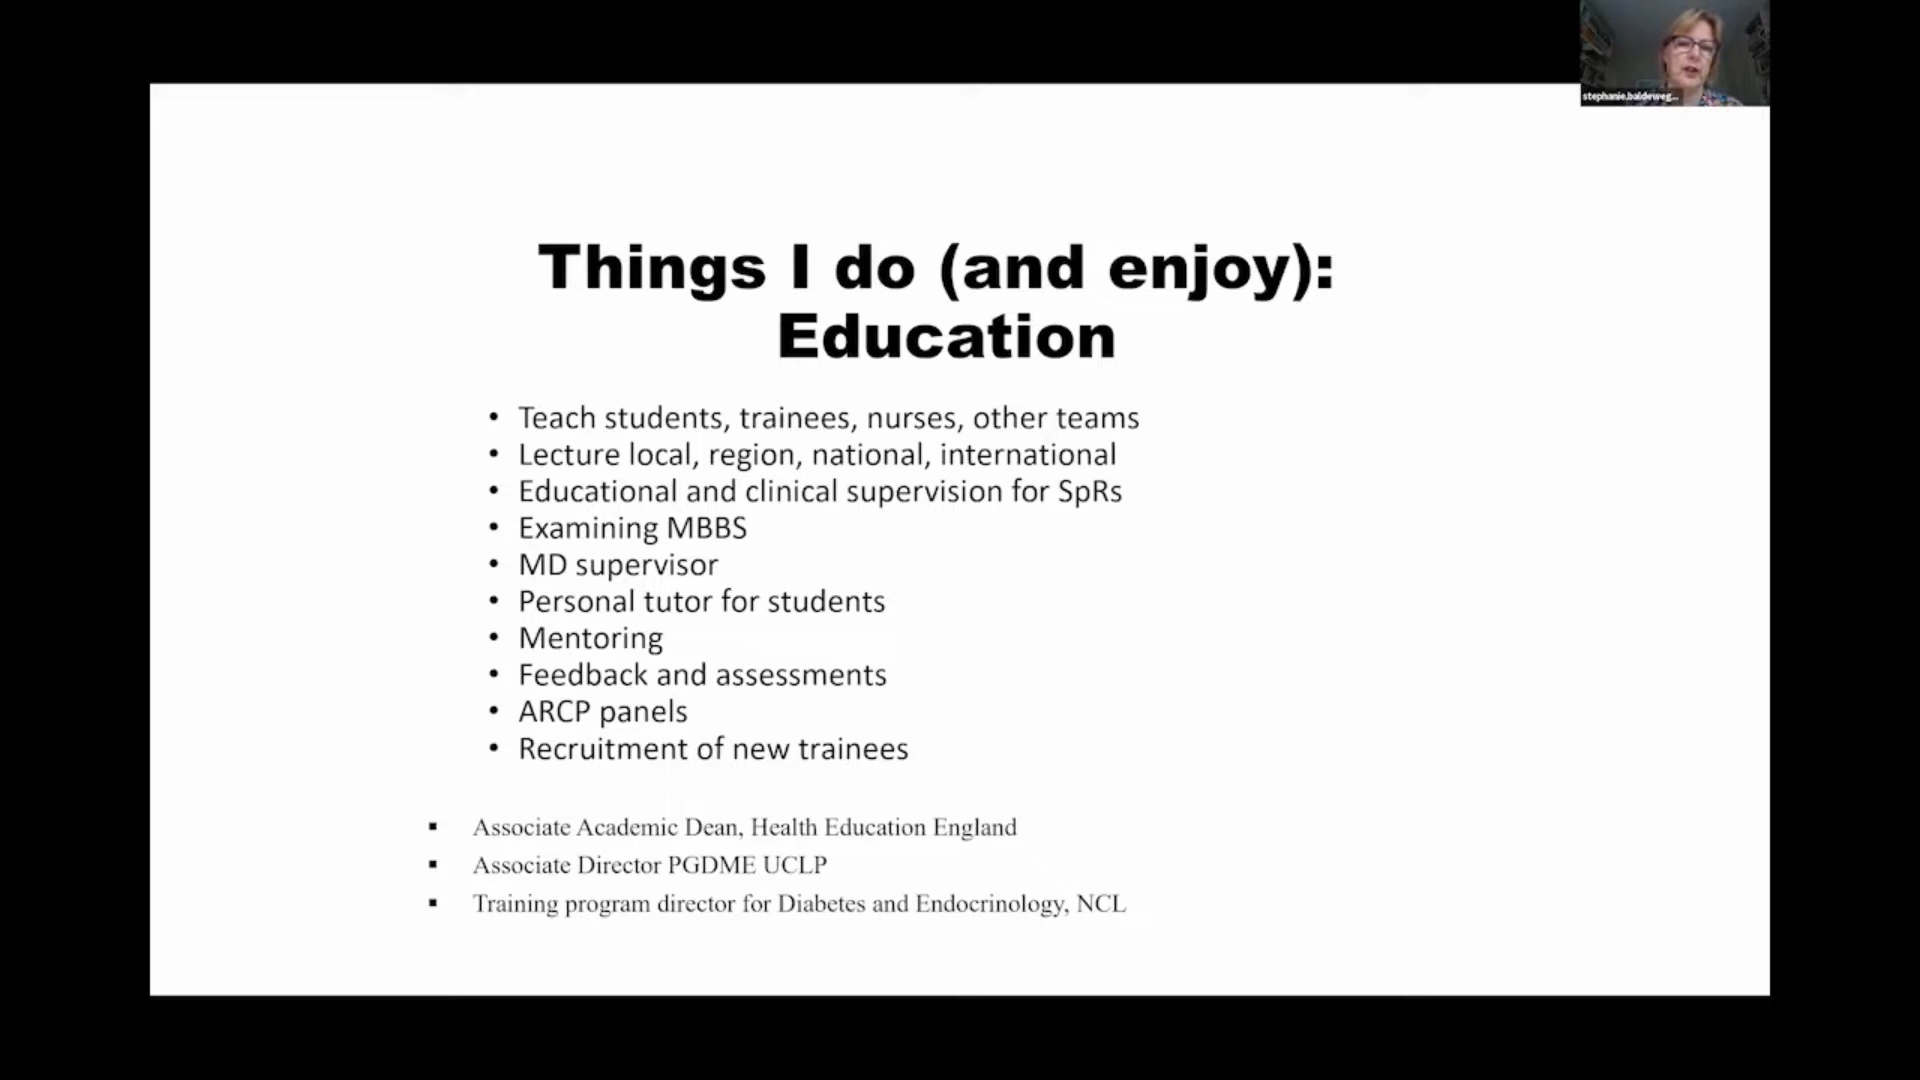 stephanie.baldeweg...
Things I do (and enjoy):
Education
• Teach students, trainees, nurses, other teams
• Lecture local, region, national, international
• Educational and clinical supervision for SpRs
• Examining MBBS
• MD supervisor
• Personal tutor for students
• Mentoring
• Feedback and assessments
• ARCP panels
• Recruitment of new trainees
▪ Associate Academic Dean, Health Education England
▪ Associate Director PGDME UCLP
▪ Training program director for Diabetes and Endocrinology, NCL